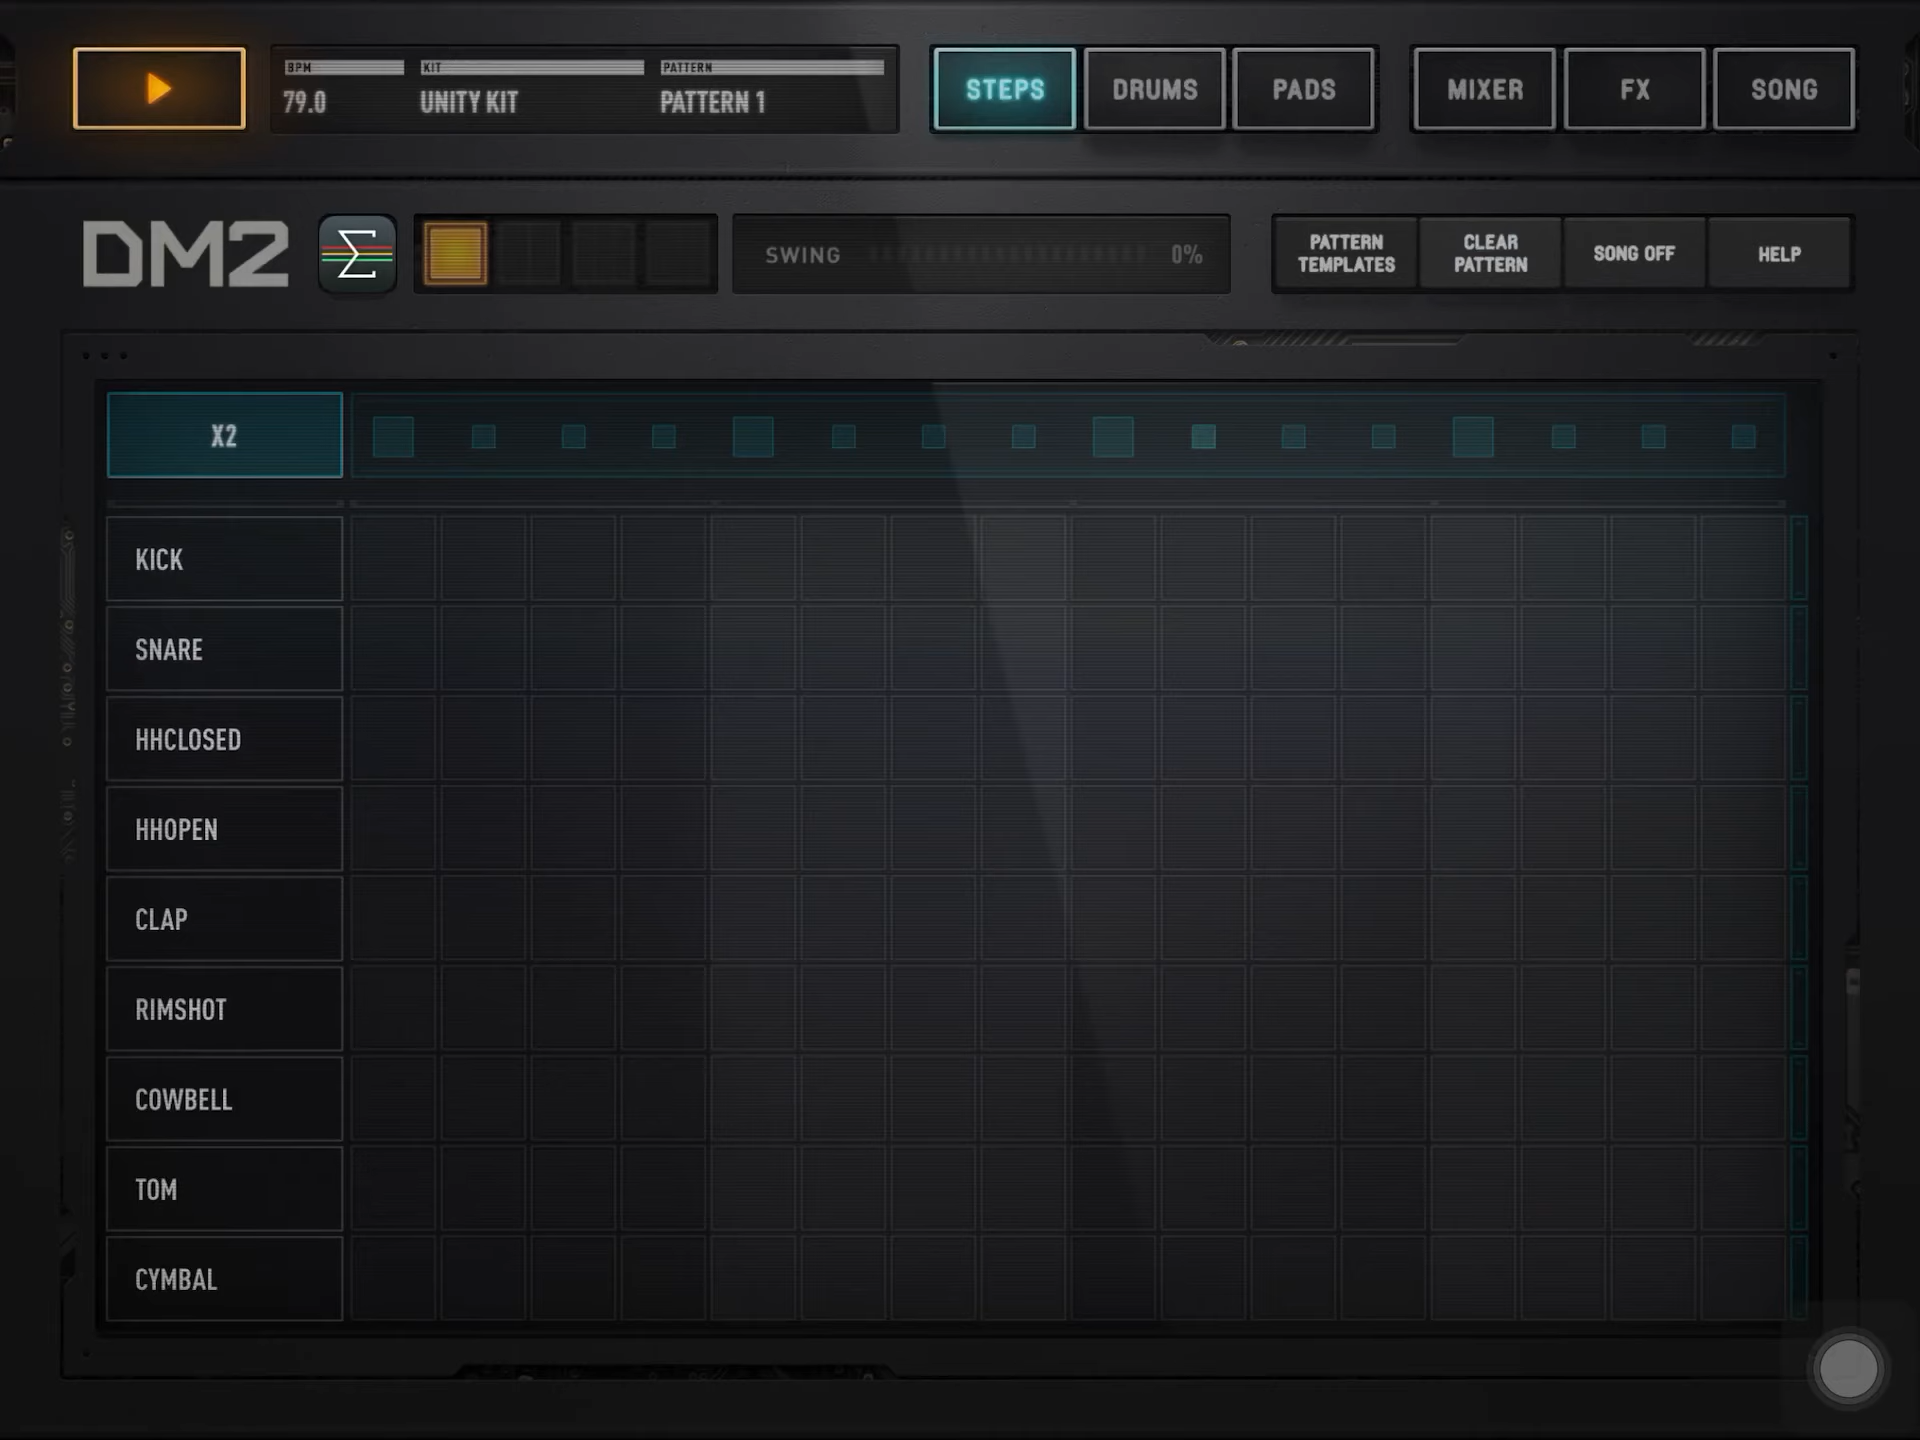 BPM
KIT
PATTERN
79.0
UNITY KIT
PATTERN 1
STEPS
DRUMS
PADS
MIXER
FX
SONG
DM2
Σ
SWING
0%
PATTERN
TEMPLATES
CLEAR
PATTERN
SONG OFF
HELP
X2
KICK
SNARE
HHCLOSED
HHOPEN
CLAP
RIMSHOT
COWBELL
TOM
CYMBAL